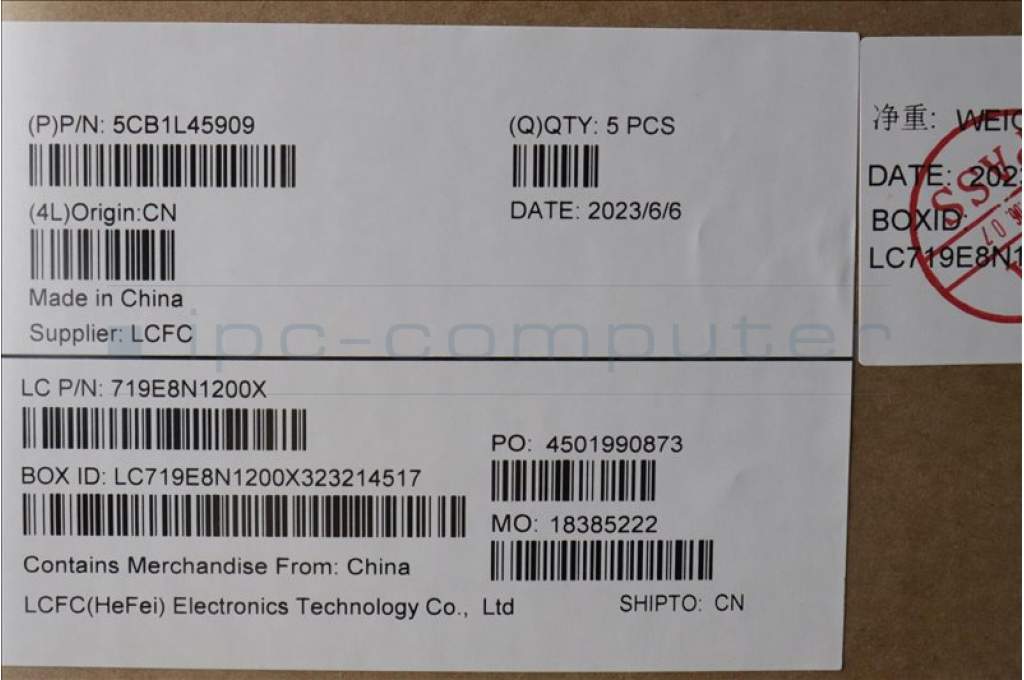 (P)P/N: 5CB1L45909
(Q)QTY: 5 PCS
(4L)Origin:CN
DATE: 2023/6/6
Made in China
Supplier: LCFC
ipc-computer
LC P/N: 719E8N1200X
PO: 4501990873
BOX ID: LC719E8N1200X323214517
MO: 18385222
Contains Merchandise From: China
LCFC(HeFei) Electronics Technology Co., Ltd
SHIPTO: CN
净重:
DATE: 202
BOXID:
LC719E8N1
PASS